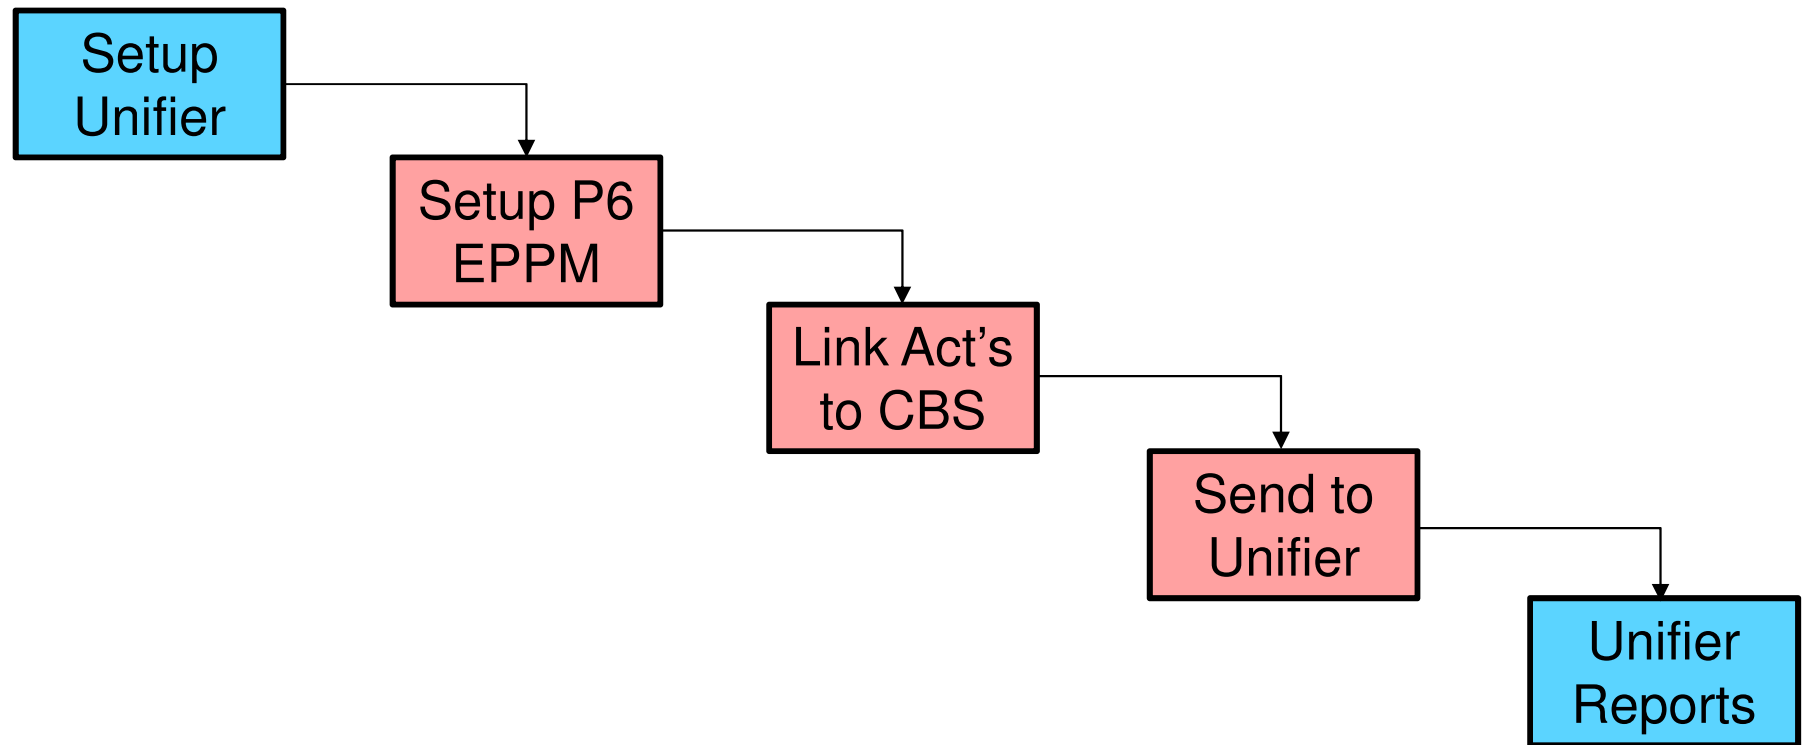 Setup
Unifier
Setup P6
EPPM
Link Act’s
to CBS
Send to
Unifier
Unifier
Reports